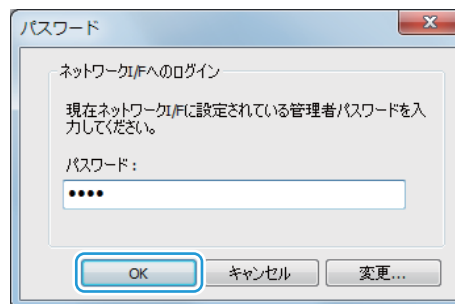 パスワード
ネットワークI/Fへのログイン
現在ネットワークI/Fに設定されている管理者パスワードを入
力してください。
パスワード：
••••
OK
キャンセル
変更...